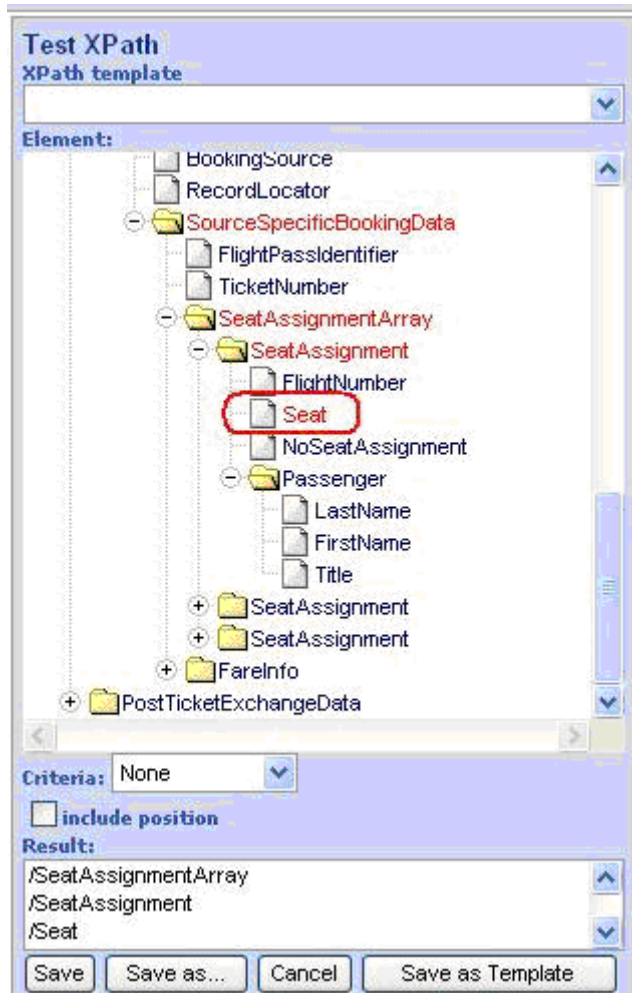 Test XPath
XPath template
Element:
BookingSource
RecordLocator
SourceSpecificBookingData
FlightPassIdentifier
TicketNumber
SeatAssignmentArray
SeatAssignment
FlightNumber
Seat
NoSeatAssignment
Passenger
LastName
FirstName
Title
SeatAssignment
SeatAssignment
FareInfo
PostTicketExchangeData
Criteria: None
include position
Result:
/SeatAssignmentArray
/SeatAssignment
/Seat
Save Save as... Cancel Save as Template